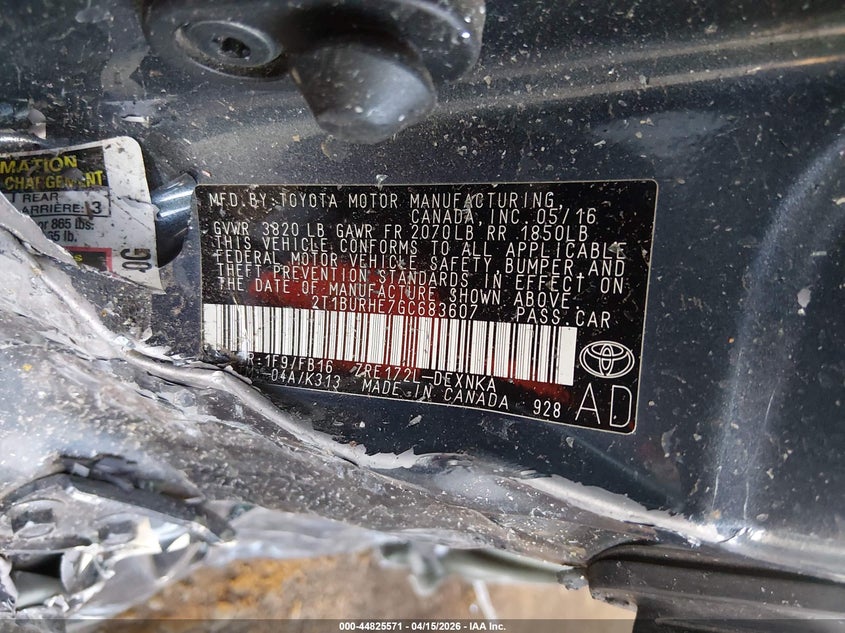 MATION
CHARGEMENT
REAR
ARRIÈRE: 3
or 865 lbs.
65 lb.
MFD. BY: TOYOTA MOTOR MANUFACTURING,
CANADA, INC. 05/16
GVWR 3820 LB GAWR FR 2070LB RR 1850LB
THIS VEHICLE CONFORMS TO ALL APPLICABLE
FEDERAL MOTOR VEHICLE SAFETY, BUMPER AND
THEFT PREVENTION STANDARDS IN EFFECT ON
THE DATE OF MANUFACTURE SHOWN ABOVE.
2T1BURHE7GC683607 PASS. CAR
: 1F9/FB16 ZRE172L-DEXNKA
-04A/K313 MADE IN CANADA 928
AD
000-44825571 | 04/15/2026 | IAA Inc.